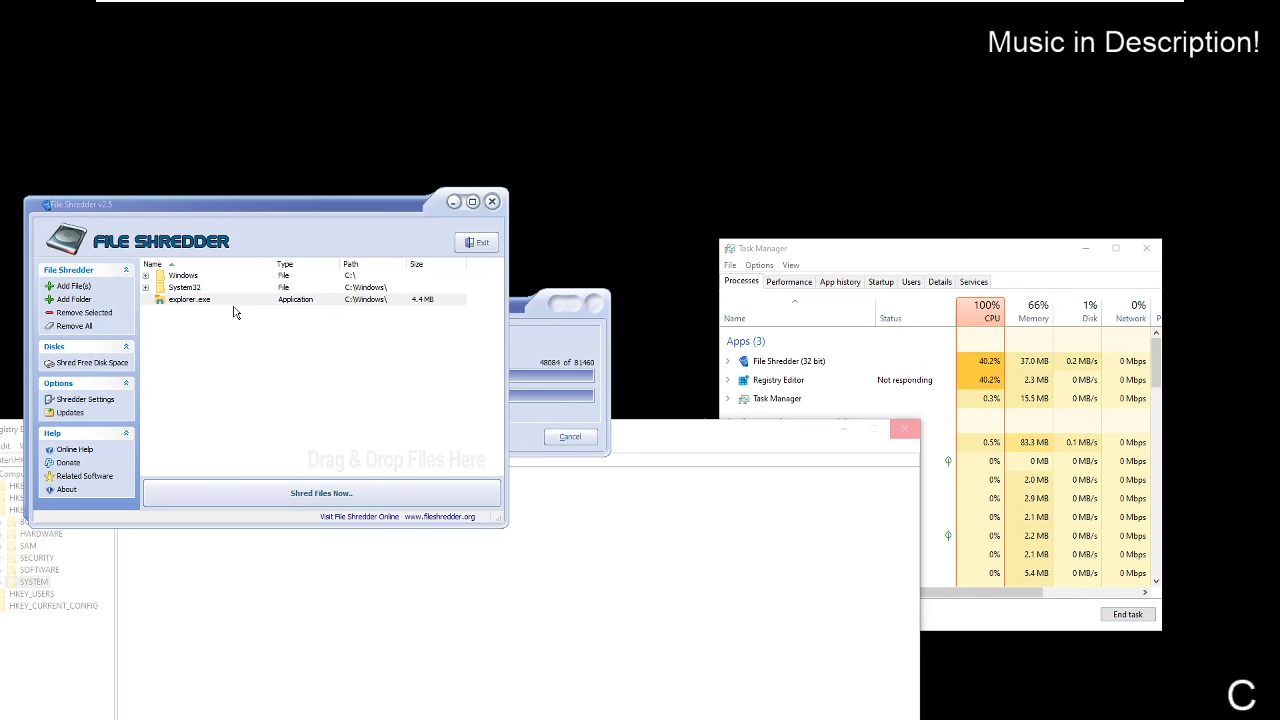 Music in Description!
File Shredder v2.5
FILE SHREDDER
Exit
File Shredder
Add File(s)
Add Folder
Remove Selected
Remove All
Disks
Shred Free Disk Space
Options
Shredder Settings
Updates
Help
Online Help
Donate
Related Software
About
Name Type Path Size
Windows File C:\
System32 File C:\Windows\
explorer.exe Application C:\Windows\ 4.4 MB
Drag & Drop Files Here
Shred Files Now..
Visit File Shredder Online www.fileshredder.org
48084 of 81460
Cancel
HARDWARE
SAM
SECURITY
SOFTWARE
SYSTEM
HKEY_USERS
HKEY_CURRENT_CONFIG
Task Manager
File Options View
Processes Performance App history Startup Users Details Services
100% 66% 1% 0%
Name Status CPU Memory Disk Network P
Apps (3)
File Shredder (32 bit) 40.2% 37.0 MB 0.2 MB/s 0 Mbps
Registry Editor Not responding 40.2% 2.3 MB 0 MB/s 0 Mbps
Task Manager 0.3% 15.5 MB 0 MB/s 0 Mbps
0.5% 83.3 MB 0.1 MB/s 0 Mbps
0% 0 MB 0 MB/s 0 Mbps
0% 2.0 MB 0 MB/s 0 Mbps
0% 2.9 MB 0 MB/s 0 Mbps
0% 2.1 MB 0 MB/s 0 Mbps
0% 2.2 MB 0 MB/s 0 Mbps
0% 2.1 MB 0 MB/s 0 Mbps
0% 5.4 MB 0 MB/s 0 Mbps
End task
C